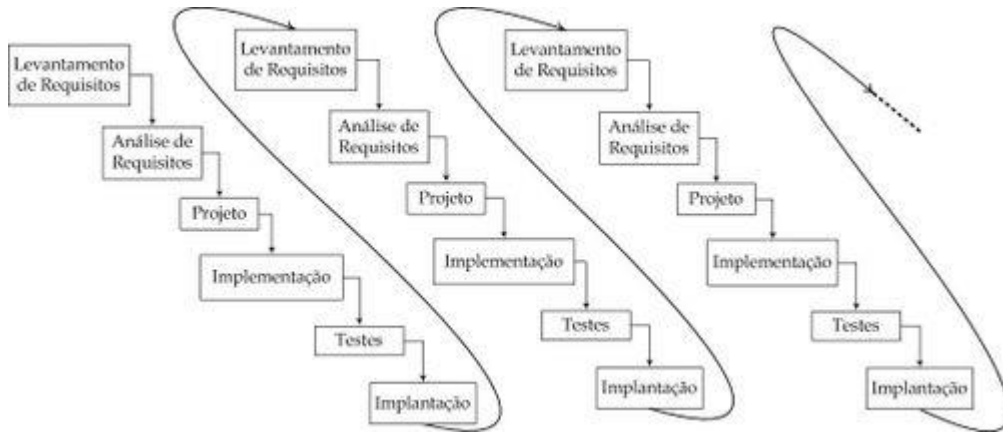 Levantamento
de Requisitos
Análise de
Requisitos
Projeto
Implementação
Testes
Implantação
Levantamento
de Requisitos
Análise de
Requisitos
Projeto
Implementação
Testes
Implantação
Levantamento
de Requisitos
Análise de
Requisitos
Projeto
Implementação
Testes
Implantação